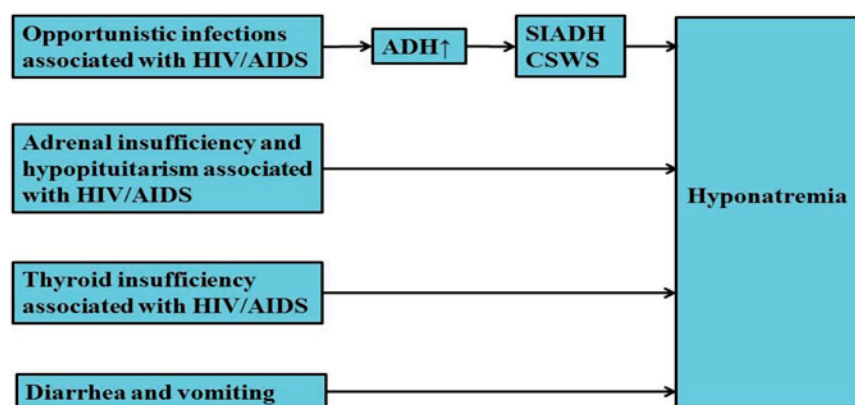 Opportunistic infections
associated with HIV/AIDS
ADH↑
SIADH
CSWS
Adrenal insufficiency and
hypopituitarism associated
with HIV/AIDS
Hyponatremia
Thyroid insufficiency
associated with HIV/AIDS
Diarrhea and vomiting